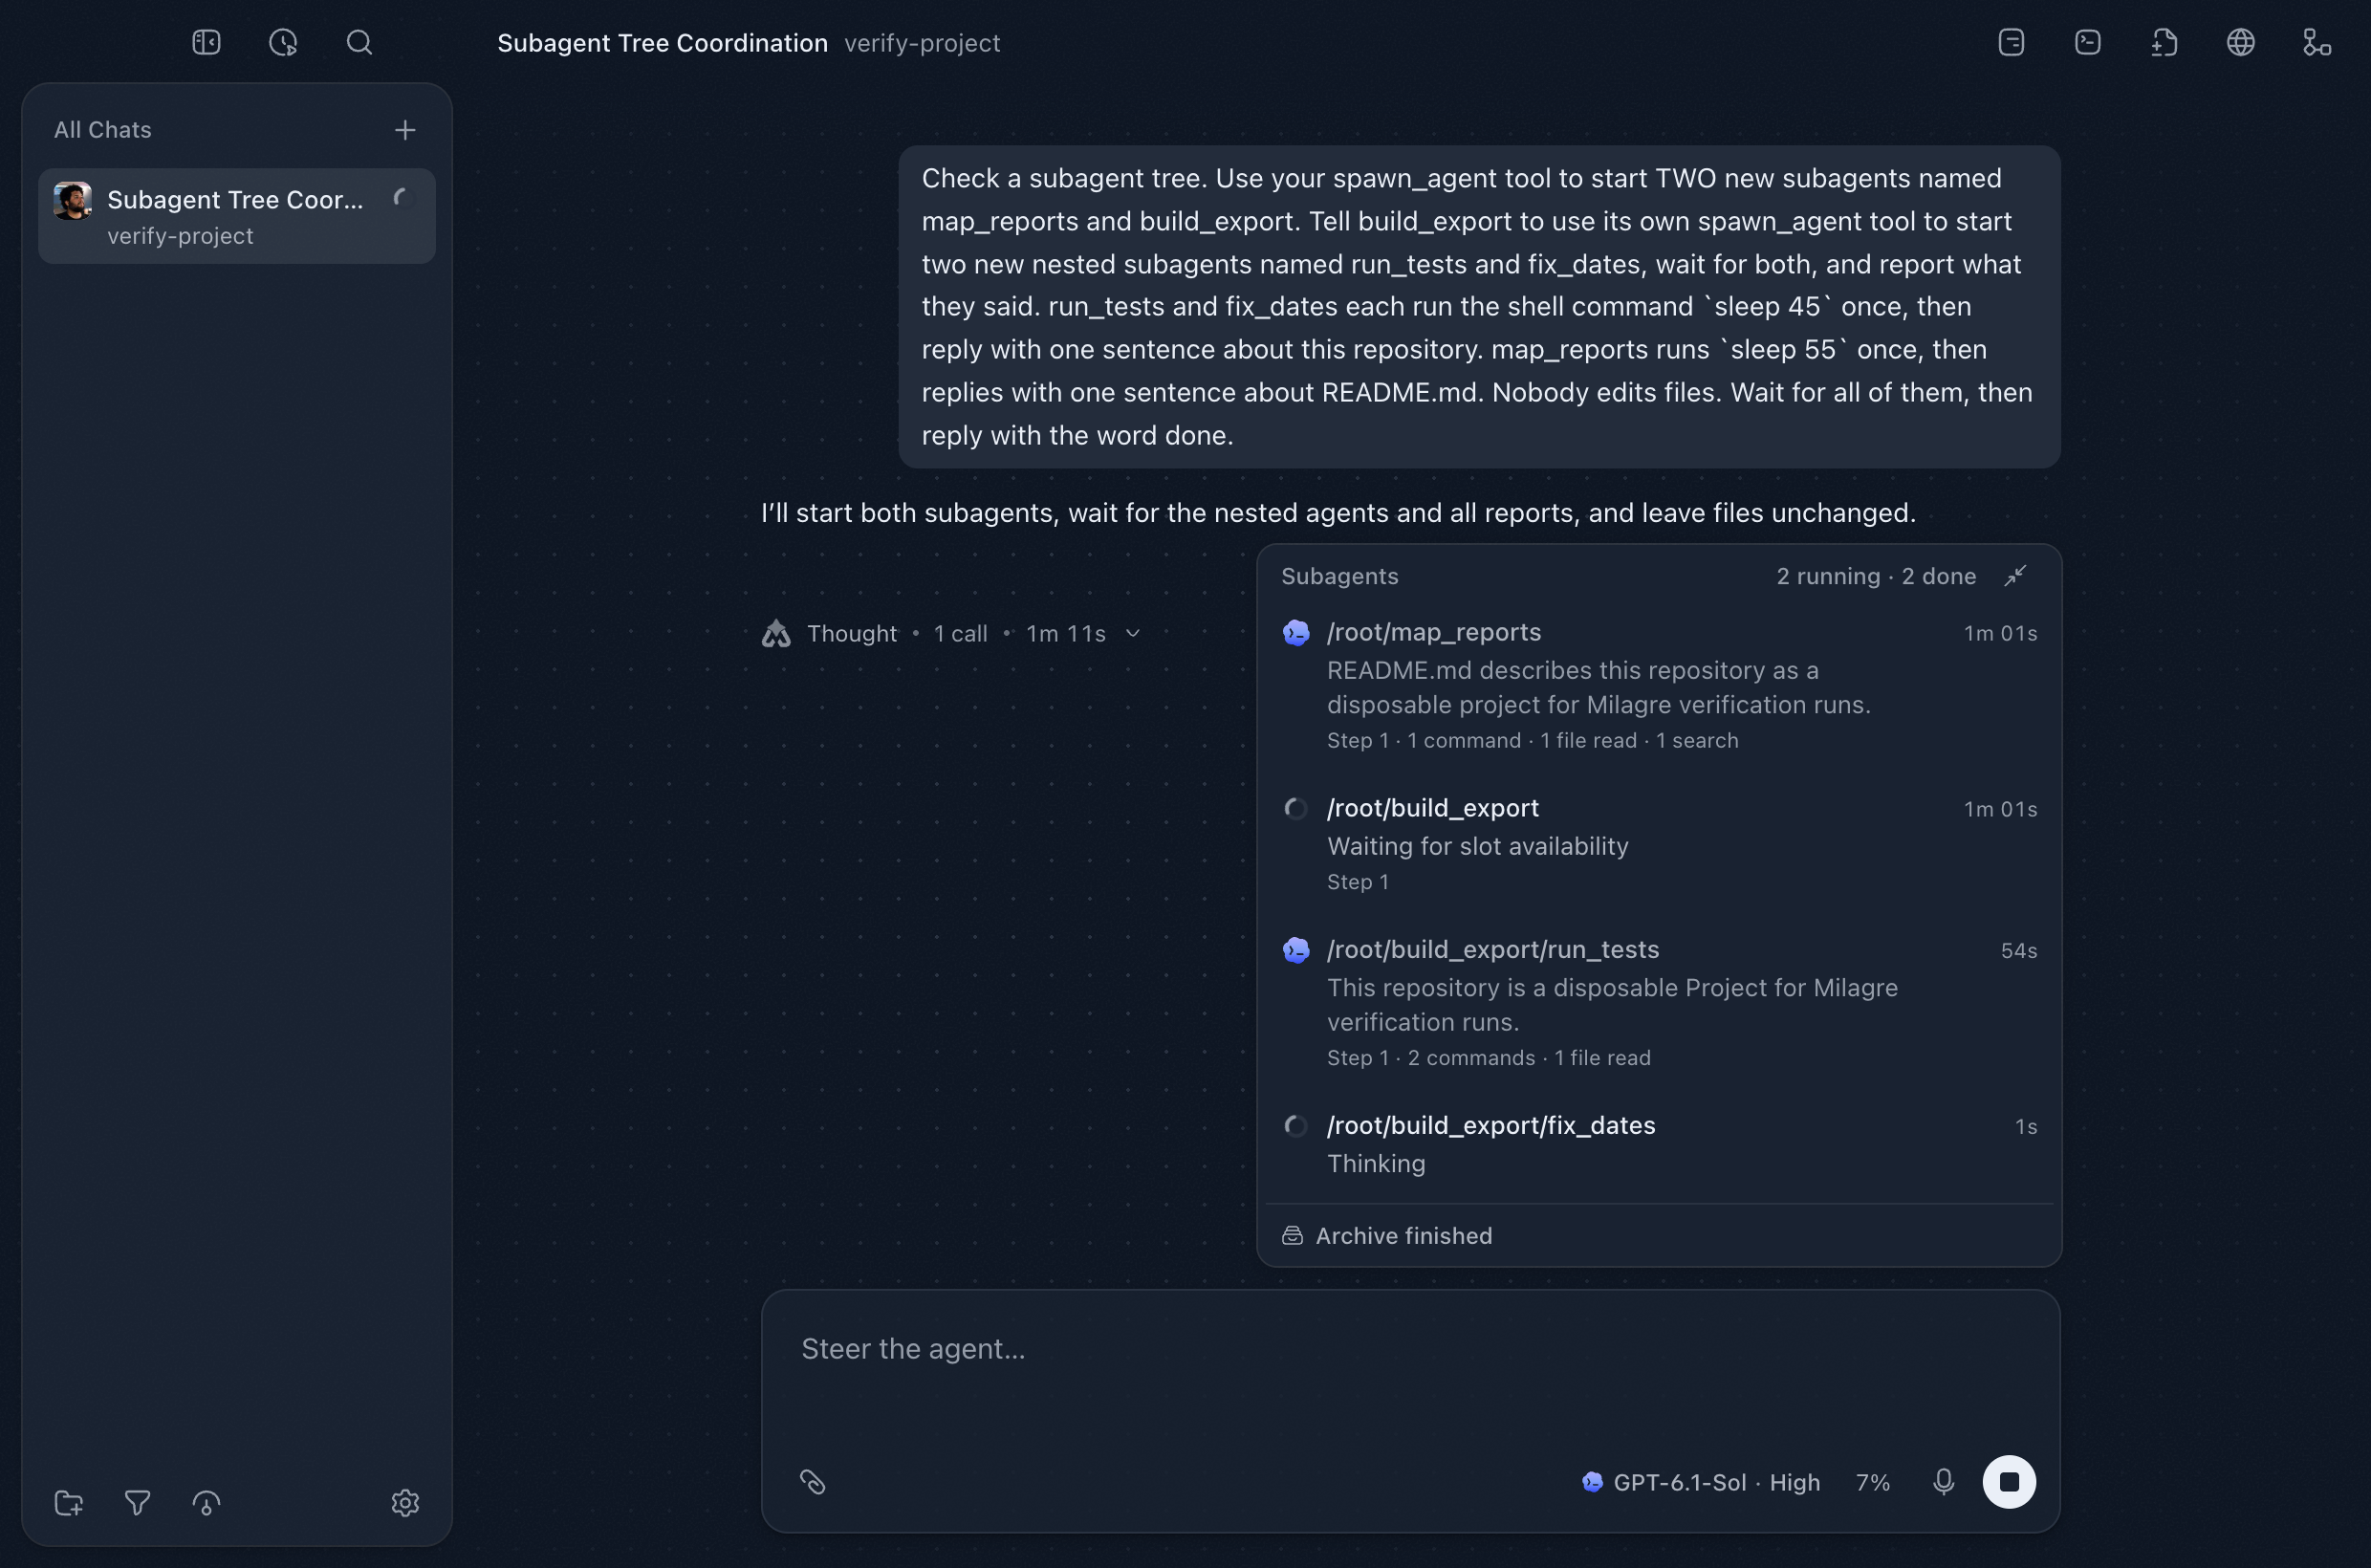 Subagent Tree Coordination verify-project
All Chats
Subagent Tree Coor...
verify-project
Check a subagent tree. Use your spawn_agent tool to start TWO new subagents named
map_reports and build_export. Tell build_export to use its own spawn_agent tool to start
two new nested subagents named run_tests and fix_dates, wait for both, and report what
they said. run_tests and fix_dates each run the shell command `sleep 45` once, then
reply with one sentence about this repository. map_reports runs `sleep 55` once, then
replies with one sentence about README.md. Nobody edits files. Wait for all of them, then
reply with the word done.
I’ll start both subagents, wait for the nested agents and all reports, and leave files unchanged.
Thought • 1 call • 1m 11s
Subagents 2 running · 2 done
/root/map_reports 1m 01s
README.md describes this repository as a
disposable project for Milagre verification runs.
Step 1 · 1 command · 1 file read · 1 search
/root/build_export 1m 01s
Waiting for slot availability
Step 1
/root/build_export/run_tests 54s
This repository is a disposable Project for Milagre
verification runs.
Step 1 · 2 commands · 1 file read
/root/build_export/fix_dates 1s
Thinking
Archive finished
Steer the agent...
GPT-6.1-Sol · High 7%